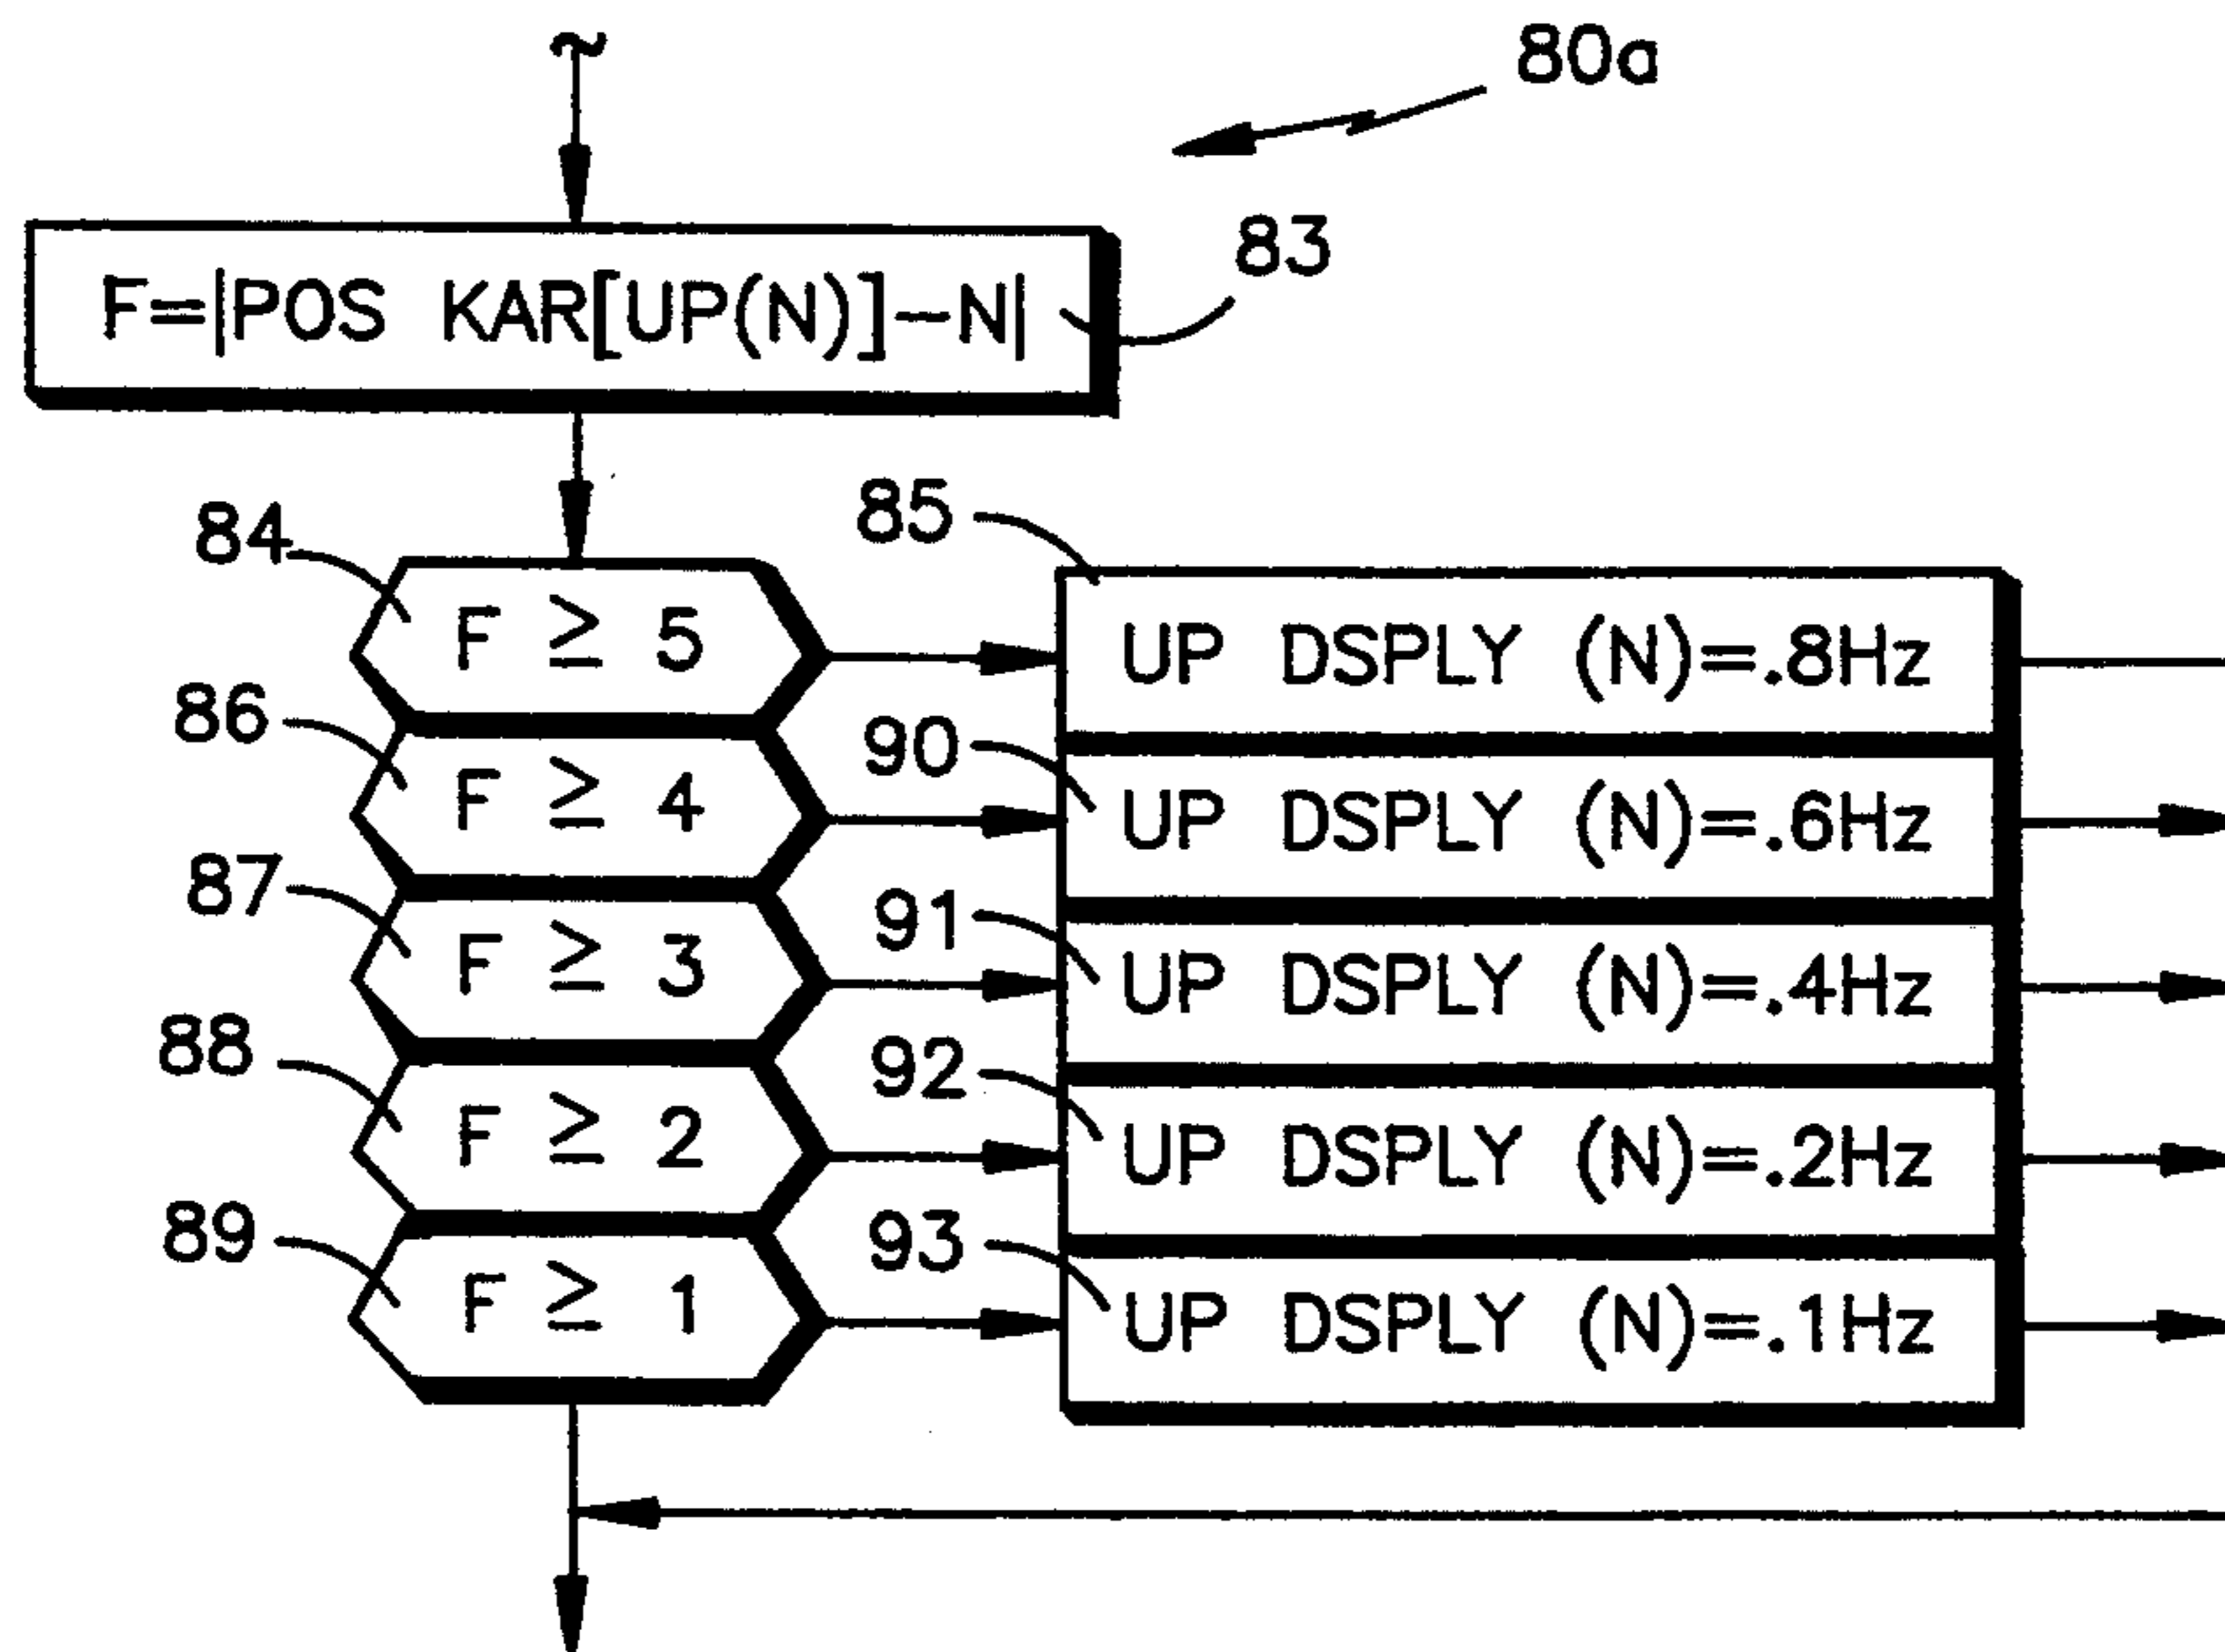 80a
83
F=|POS KAR[UP(N)]-N|
84
85
F ≥ 5
UP DSPLY (N)=.8Hz
86
90
F ≥ 4
UP DSPLY (N)=.6Hz
87
91
F ≥ 3
UP DSPLY (N)=.4Hz
88
92
F ≥ 2
UP DSPLY (N)=.2Hz
89
93
F ≥ 1
UP DSPLY (N)=.1Hz